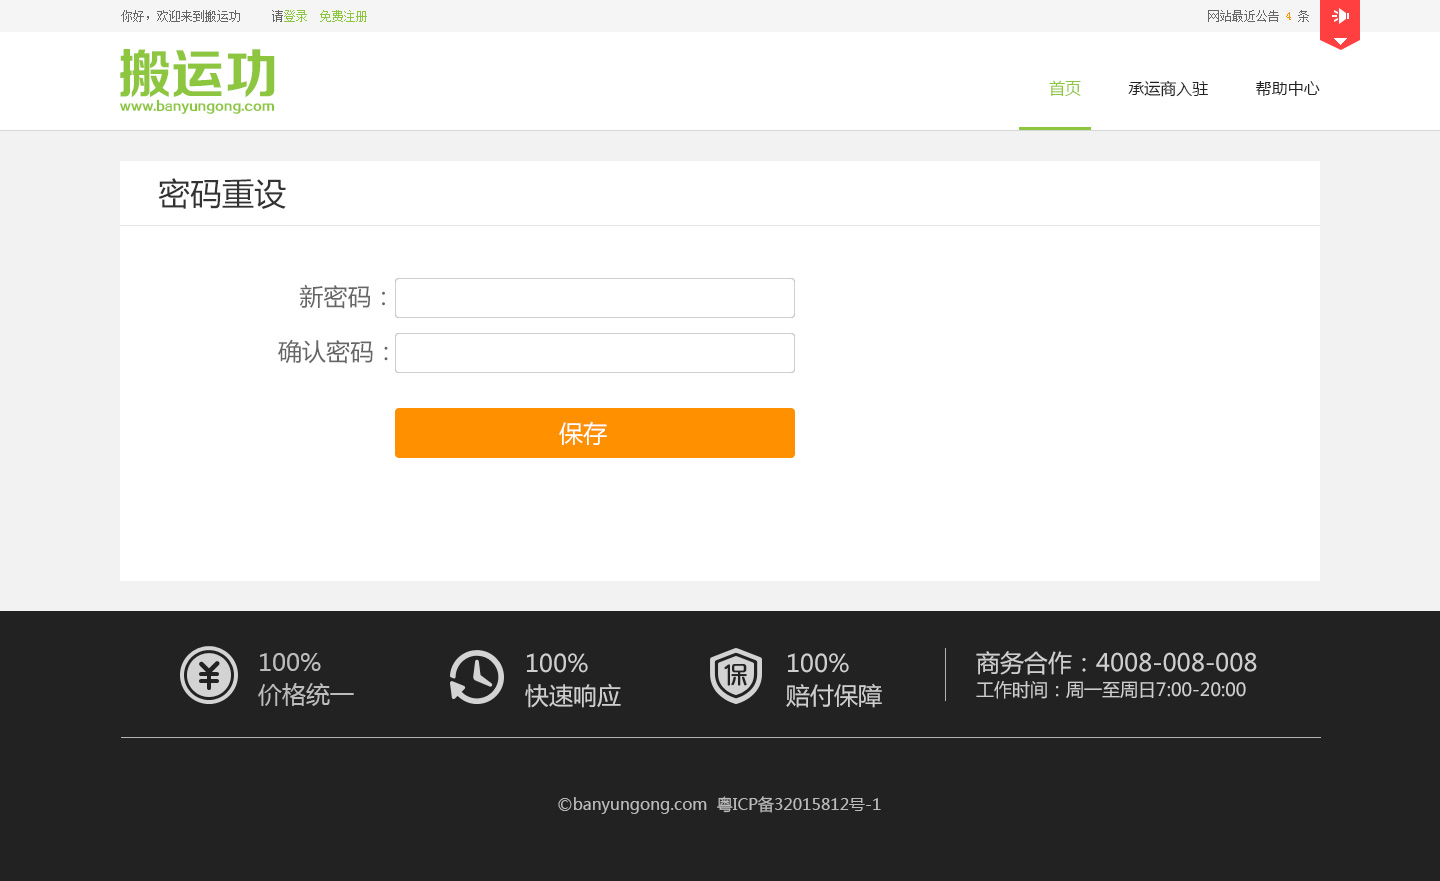 你好，欢迎来到搬运功 请登录 免费注册
网站最近公告 4 条
搬运功
www.banyungong.com
首页 承运商入驻 帮助中心
密码重设
新密码：
确认密码：
保存
100%
价格统一
100%
快速响应
保
100%
赔付保障
商务合作：4008-008-008
工作时间：周一至周日7:00-20:00
©banyungong.com 粤ICP备32015812号-1